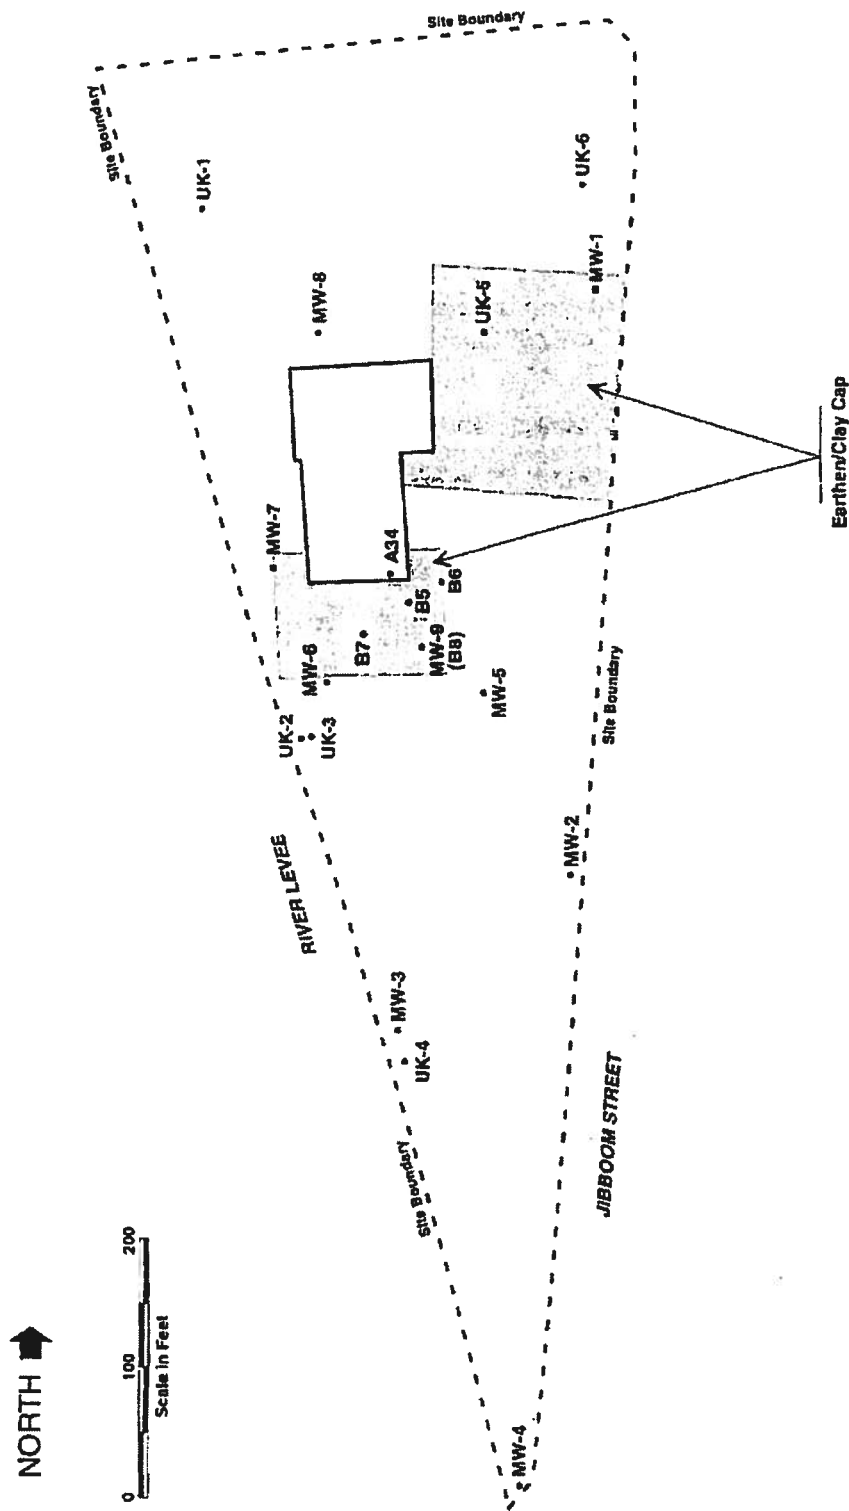 Site Boundary
Site Boundary
UK-1
UK-6
MW-8
MW-1
UK-5
MW-7
A34
B6
B5
B7
MW-9
(B8)
MW-6
MW-5
UK-2
UK-3
Earthen/Clay Cap
Site Boundary
RIVER LEVEE
MW-2
MW-3
UK-4
Site Boundary
JIBBOOM STREET
MW-4
NORTH
0 100 200
Scale in Feet